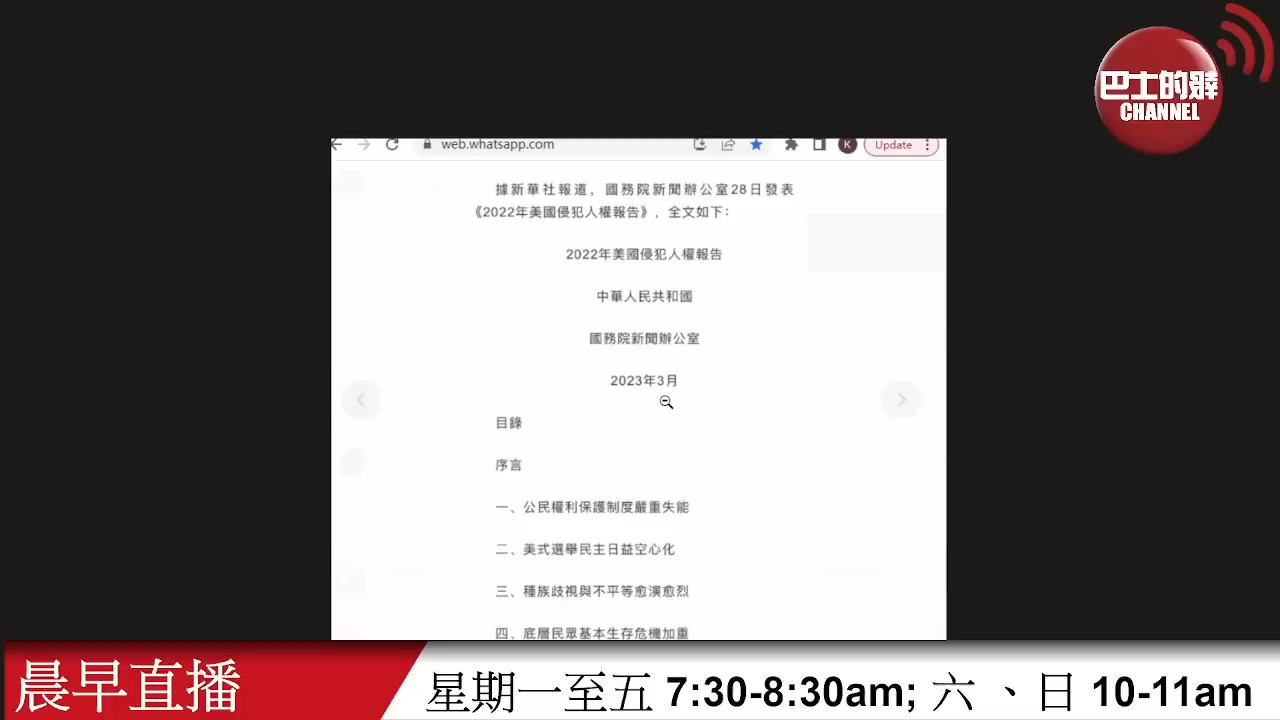 巴士的報
CHANNEL
web.whatsapp.com
K
Update
據新華社報道，國務院新聞辦公室28日發表
《2022年美國侵犯人權報告》，全文如下：
2022年美國侵犯人權報告
中華人民共和國
國務院新聞辦公室
2023年3月
目錄
序言
一、公民權利保護制度嚴重失能
二、美式選舉民主日益空心化
三、種族歧視與不平等愈演愈烈
四、底層民眾基本生存危機加重
晨早直播
星期一至五 7:30-8:30am; 六 、日 10-11am